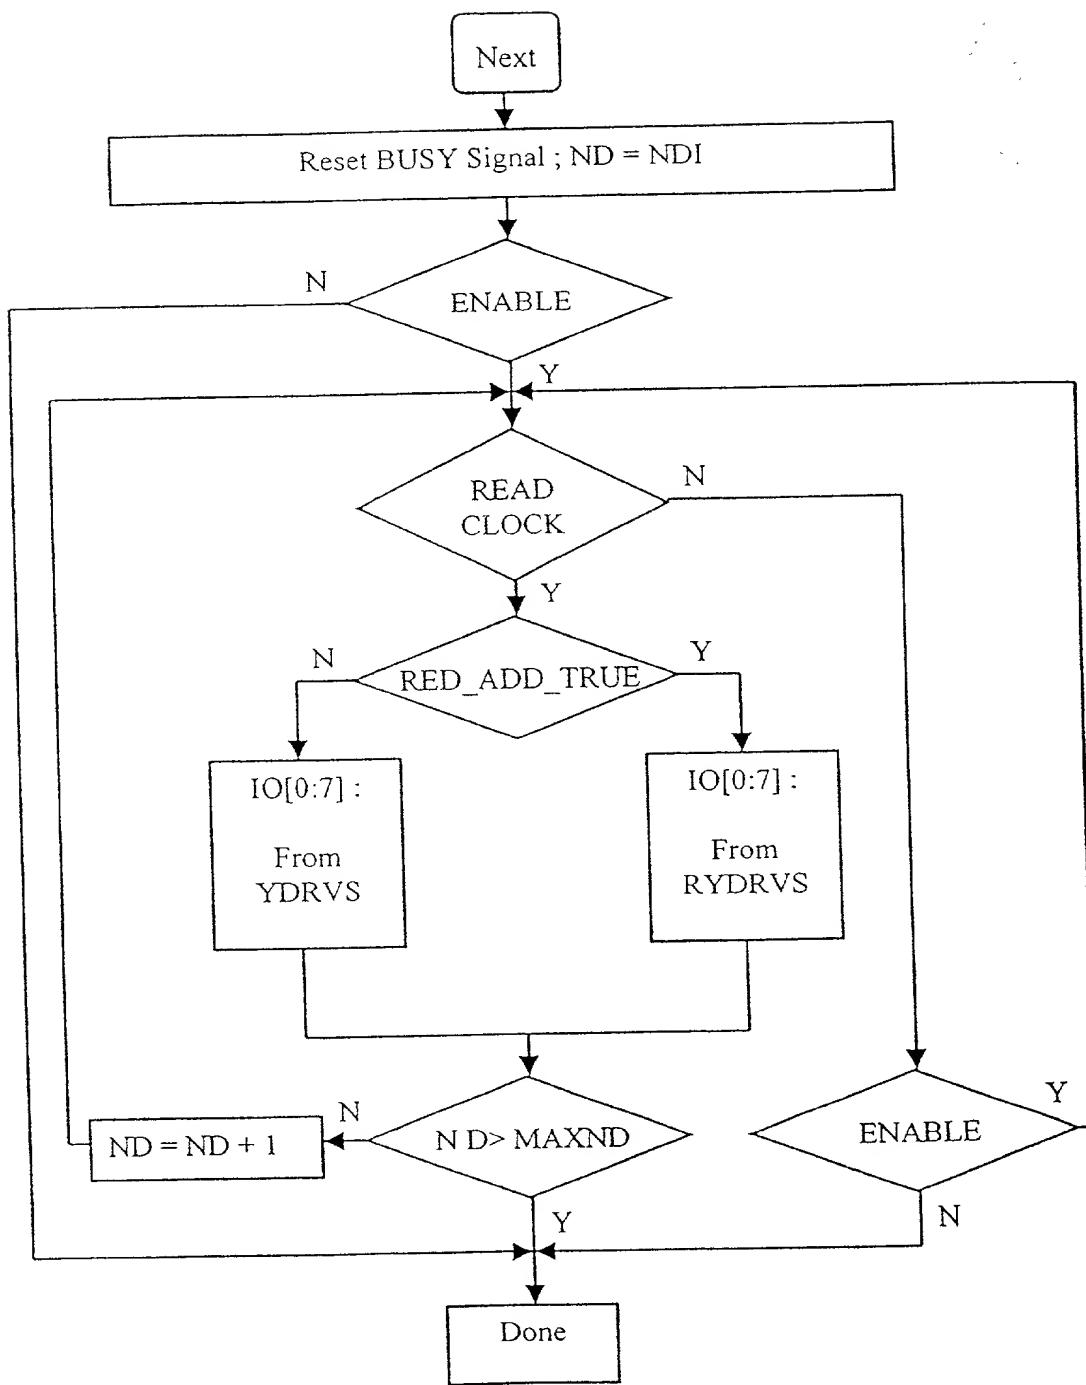 Next
Reset BUSY Signal ; ND = NDI
N
ENABLE
Y
READ
CLOCK
N
Y
N
RED_ADD_TRUE
Y
IO[0:7] :
From
YDRVS
IO[0:7] :
From
RYDRVS
ND = ND + 1
N
N D> MAXND
Y
ENABLE
Y
N
Done